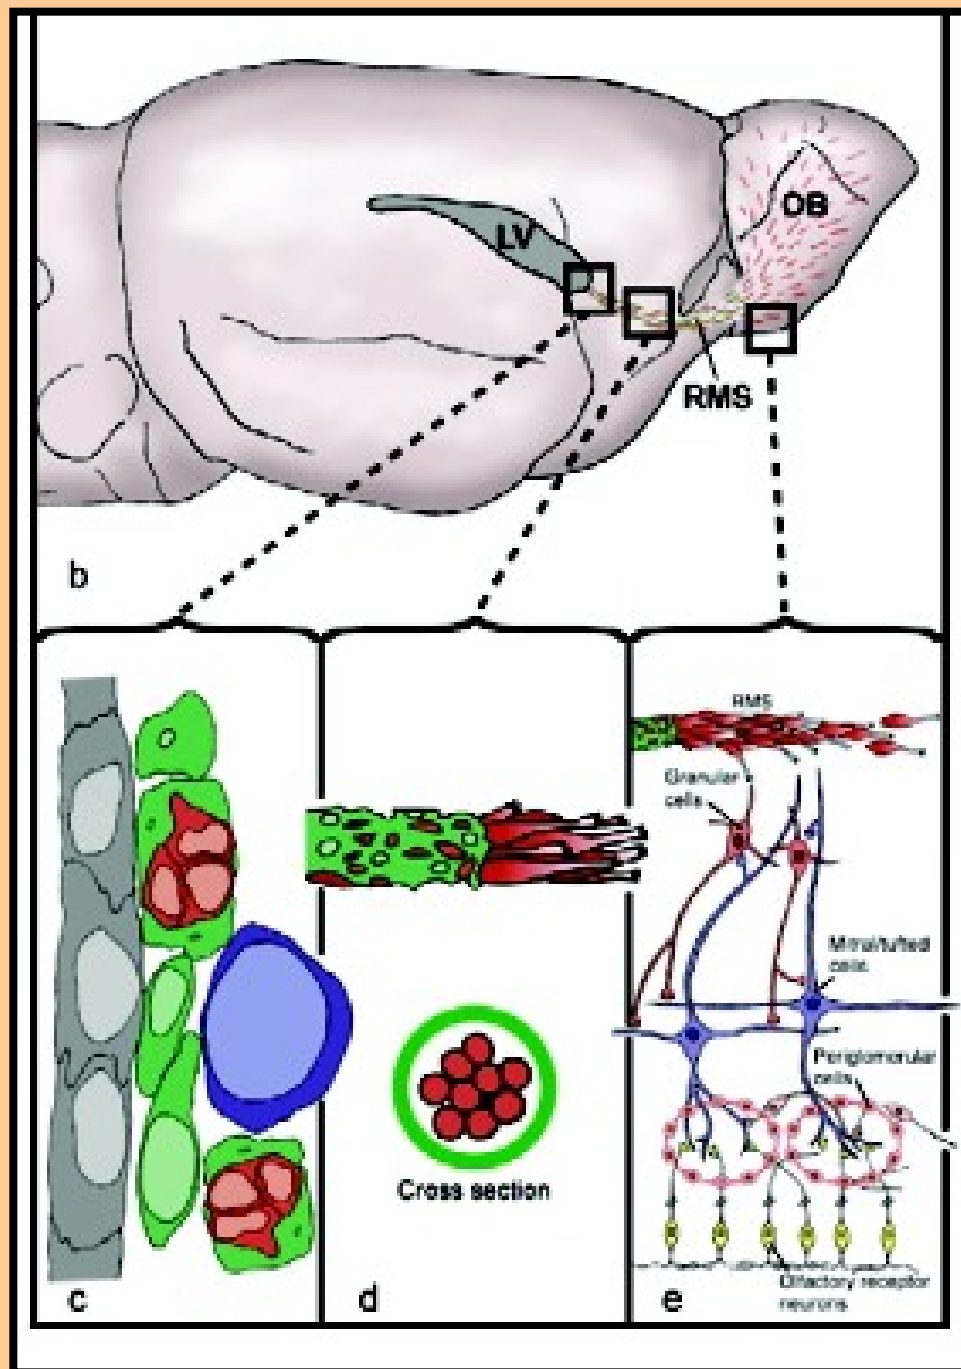 OB
LV
RMS
b
RMS
Granular
cells
Mitral/tufted
cells
Periglomerular
cells
Cross section
Olfactory receptor
neurons
c
d
e